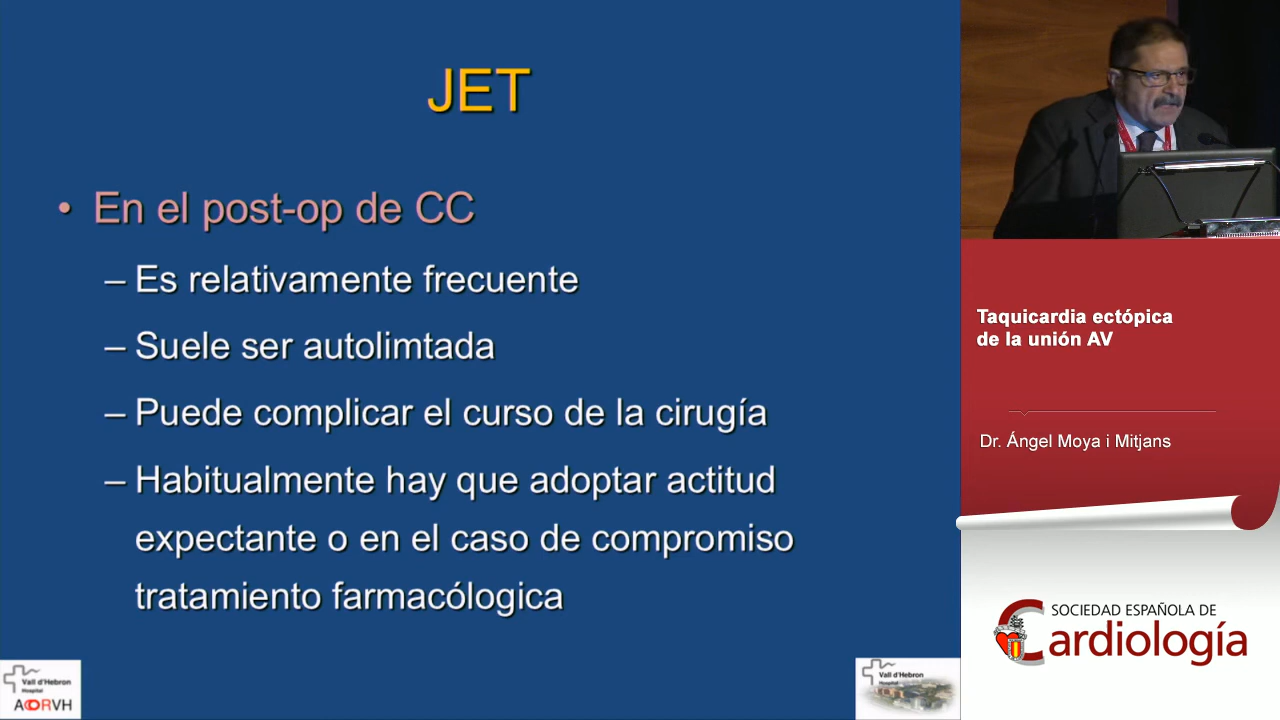 JET
• En el post-op de CC
– Es relativamente frecuente
– Suele ser autolimtada
– Puede complicar el curso de la cirugía
– Habitualmente hay que adoptar actitud
expectante o en el caso de compromiso
tratamiento farmacólogica
Vall d'Hebron
Hospital
ACORVH
Vall d'Hebron
Hospital
Taquicardia ectópica
de la unión AV
Dr. Ángel Moya i Mitjans
SOCIEDAD ESPAÑOLA DE
Cardiología